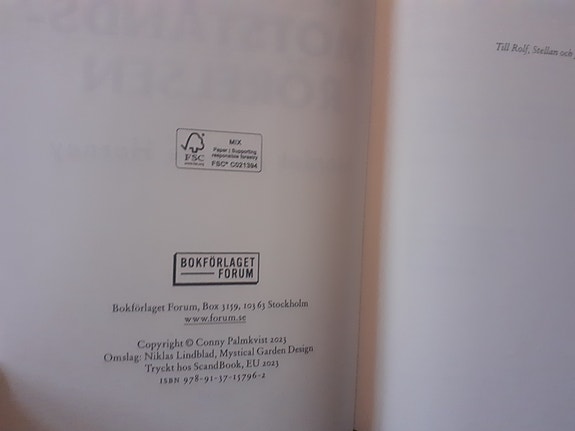 MIX
Paper | Supporting
responsible forestry
FSC
FSC® C021394
BOKFÖRLAGET
FORUM
Bokförlaget Forum, Box 3159, 103 63 Stockholm
www.forum.se
Copyright © Conny Palmkvist 2023
Omslag: Niklas Lindblad, Mystical Garden Design
Tryckt hos ScandBook, EU 2023
ISBN 978-91-37-15796-2
Till Rolf, Stellan och